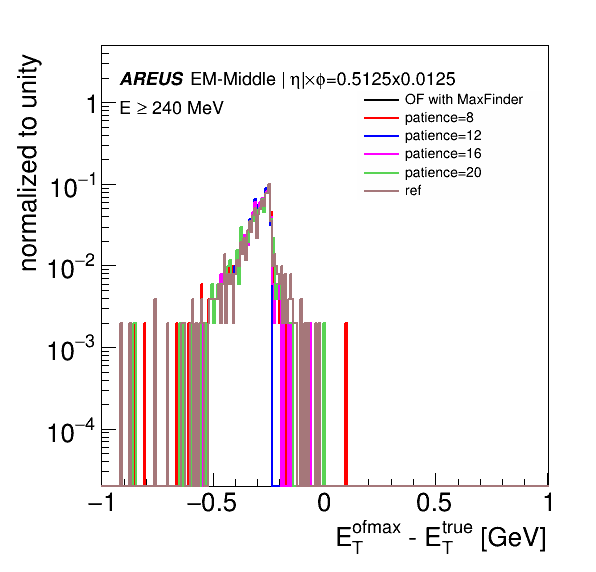 AREUS EM-Middle | η|×ϕ=0.5125x0.0125
E ≥ 240 MeV
OF with MaxFinder
patience=8
patience=12
patience=16
patience=20
ref
normalized to unity
1
10⁻¹
10⁻²
10⁻³
10⁻⁴
−1 −0.5 0 0.5 1
E_T^ofmax - E_T^true [GeV]